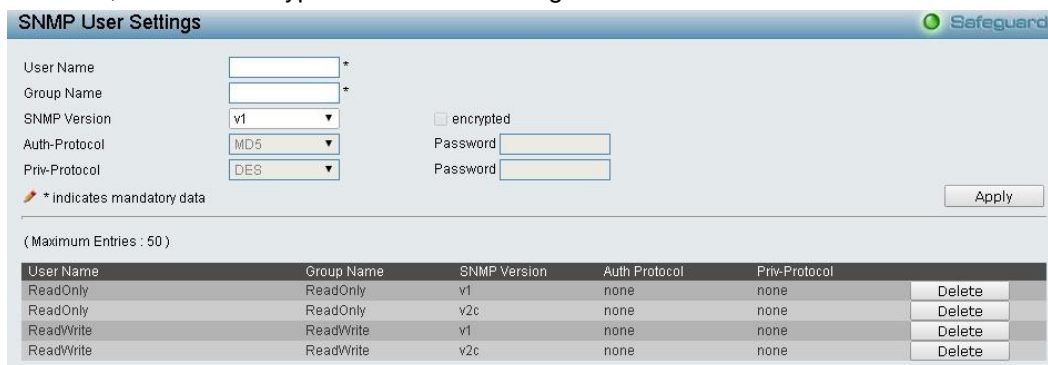 SNMP User Settings
Safeguard
User Name *
Group Name *
SNMP Version v1 encrypted
Auth-Protocol MD5 Password
Priv-Protocol DES Password
* indicates mandatory data
Apply
( Maximum Entries : 50 )
User Name Group Name SNMP Version Auth Protocol Priv-Protocol
ReadOnly ReadOnly v1 none none Delete
ReadOnly ReadOnly v2c none none Delete
ReadWrite ReadWrite v1 none none Delete
ReadWrite ReadWrite v2c none none Delete